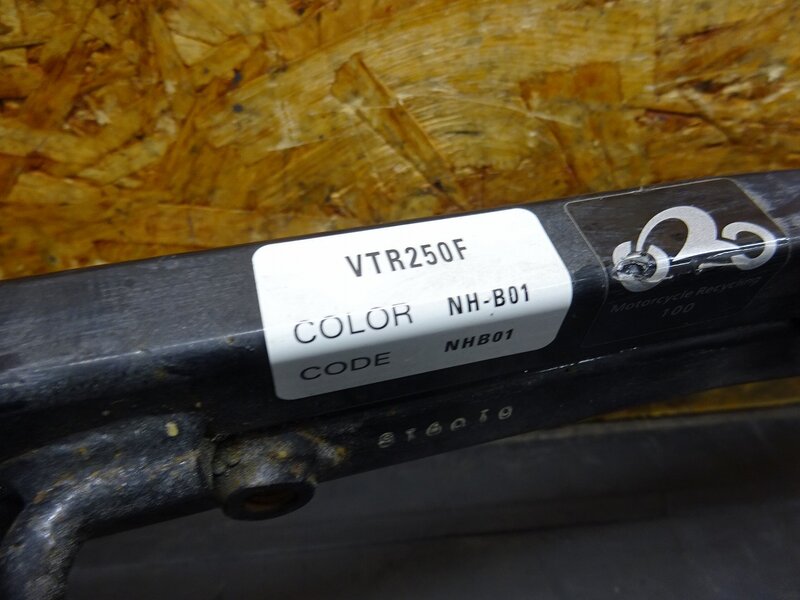 VTR250F
COLOR NH-B01
CODE NHB01
Motorcycle Recycling
100